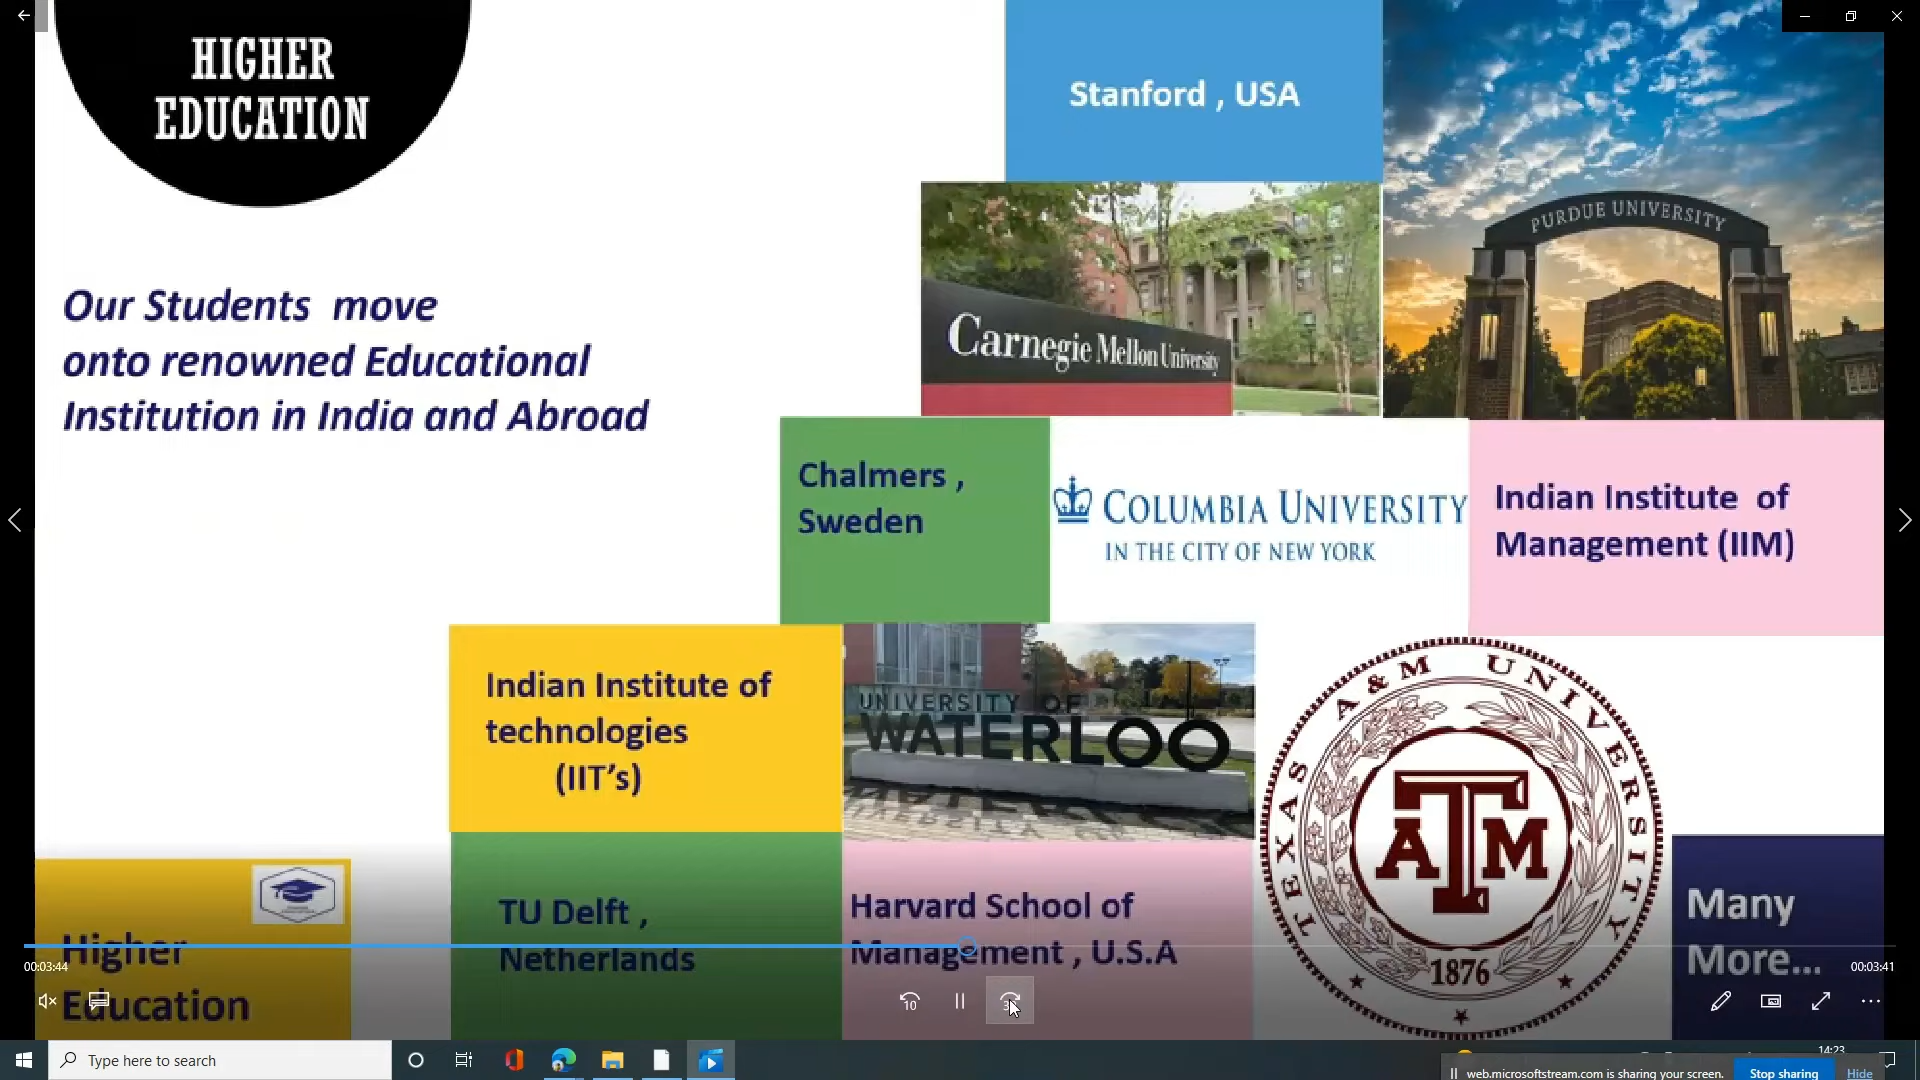 HIGHER
EDUCATION
Stanford , USA
PURDUE UNIVERSITY
Our Students move
onto renowned Educational
Institution in India and Abroad
Carnegie Mellon University
Chalmers ,
Sweden
COLUMBIA UNIVERSITY
IN THE CITY OF NEW YORK
Indian Institute of
Management (IIM)
Indian Institute of
technologies
(IIT’s)
UNIVERSITY OF
WATERLOO
TEXAS A&M UNIVERSITY
ATM
1876
TU Delft ,
Netherlands
Harvard School of
Management , U.S.A
Many
More...
Higher
Education
00:03:44
00:03:41
10
Type here to search
14:23
web.microsoftstream.com is sharing your screen.
Stop sharing
Hide